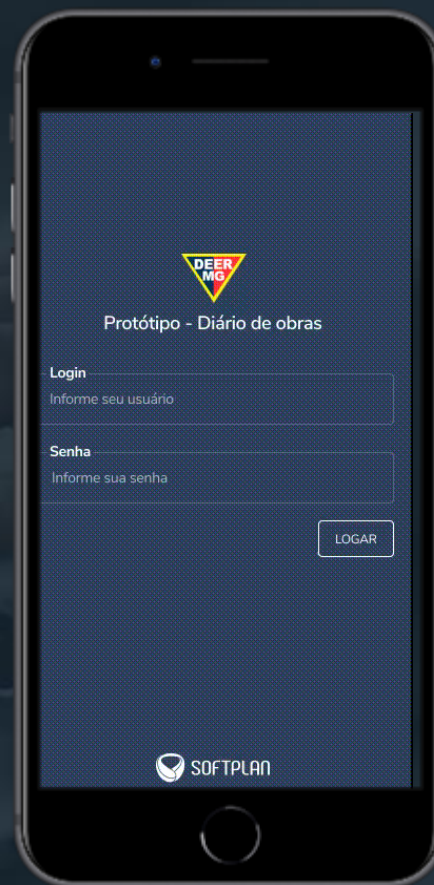 DEER
MG
Protótipo - Diário de obras
Login
Informe seu usuário
Senha
Informe sua senha
LOGAR
SOFTPLAN